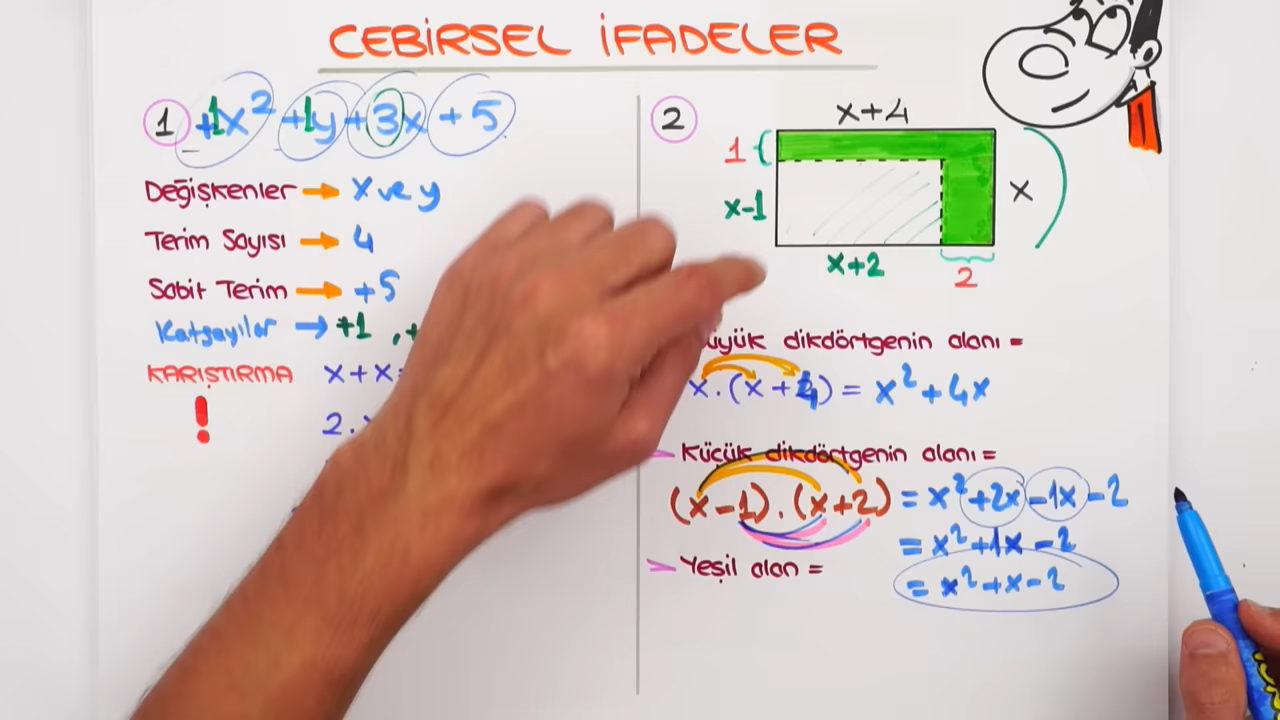 CEBİRSEL İFADELER
1 +1x² +1y +3x +5
Değişkenler → x ve y
Terim Sayısı → 4
Sabit Terim → +5
Katsayılar → +1 , +
KARIŞTIRMA x+x=
!
2.
2
x+4
1
x-1
x
x+2
2
dikdörtgenin alanı =
x.(x+4) = x²+4x
Küçük dikdörtgenin alanı =
(x-1).(x+2) = x²+2x-1x-2
= x²+1x-2
Yeşil alan =
= x²+x-2